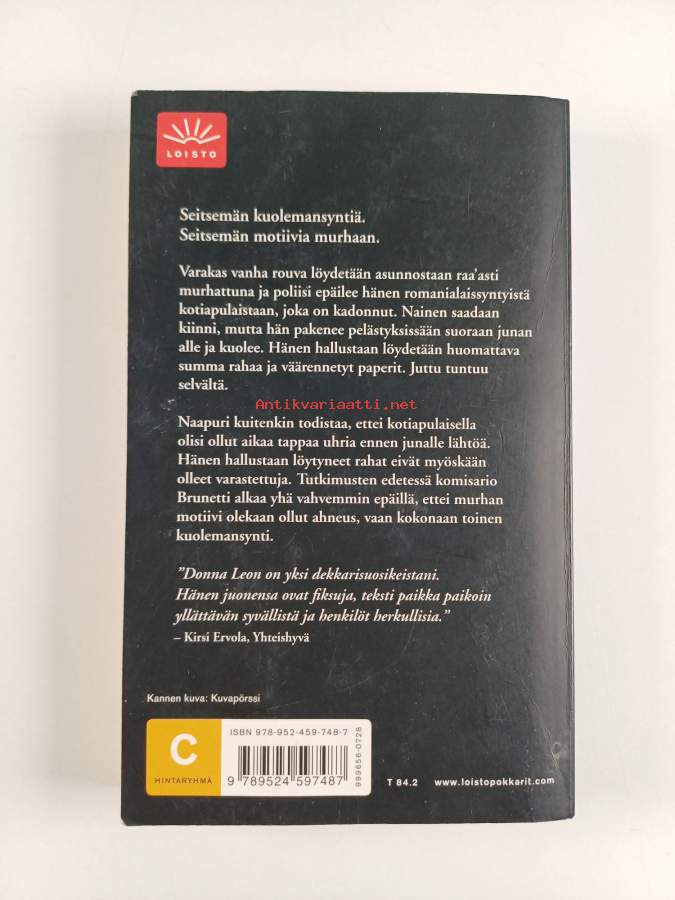 LOISTO
Seitsemän kuolemansyntiä.
Seitsemän motiivia murhaan.
Varakas vanha rouva löydetään asunnostaan raa'asti
murhattuna ja poliisi epäilee hänen romanialaissyntyistä
kotiapulaistaan, joka on kadonnut. Nainen saadaan
kiinni, mutta hän pakenee pelästyksissään suoraan junan
alle ja kuolee. Hänen hallustaan löydetään huomattava
summa rahaa ja väärennetyt paperit. Juttu tuntuu
selvältä.
Antikvariaatti.net
Naapuri kuitenkin todistaa, ettei kotiapulaisella
olisi ollut aikaa tappaa uhria ennen junalle lähtöä.
Hänen hallustaan löytyneet rahat eivät myöskään
olleet varastettuja. Tutkimusten edetessä komisario
Brunetti alkaa yhä vahvemmin epäillä, ettei murhan
motiivi olekaan ollut ahneus, vaan kokonaan toinen
kuolemansynti.
"Donna Leon on yksi dekkarisuosikeistani.
Hänen juonensa ovat fiksuja, teksti paikka paikoin
yllättävän syvällistä ja henkilöt herkullisia."
– Kirsi Ervola, Yhteishyvä
Kannen kuva: Kuvapörssi
C
HINTARYHMÄ
ISBN 978-952-459-748-7
9 789524 597487
999656-0728
T 84.2
www.loistopokkarit.com